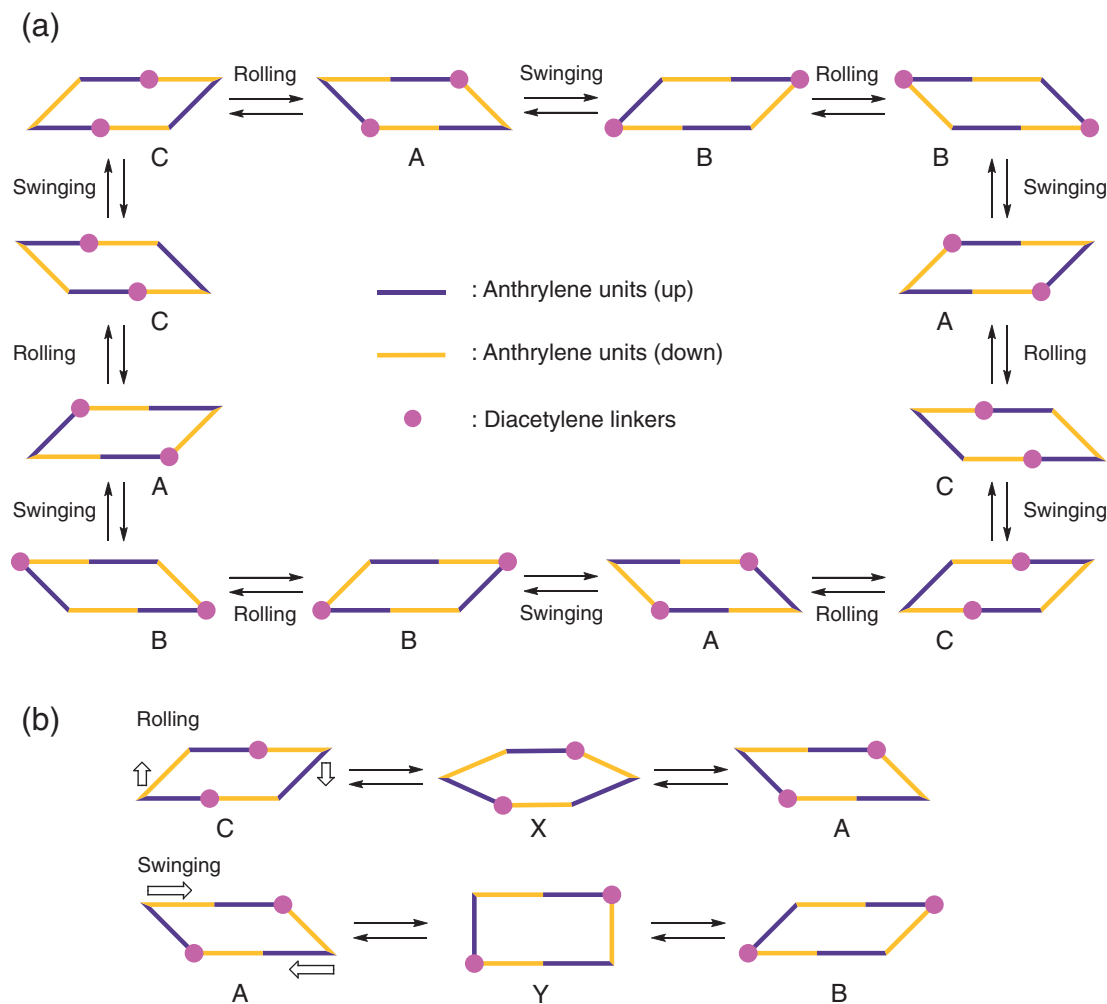 (a)
Rolling
Swinging
Rolling
C
A
B
B
Swinging
Swinging
C
A
: Anthrylene units (up)
: Anthrylene units (down)
: Diacetylene linkers
Rolling
Rolling
A
C
Swinging
Swinging
B
Rolling
B
Swinging
A
Rolling
C
(b)
Rolling
C
X
A
Swinging
A
Y
B